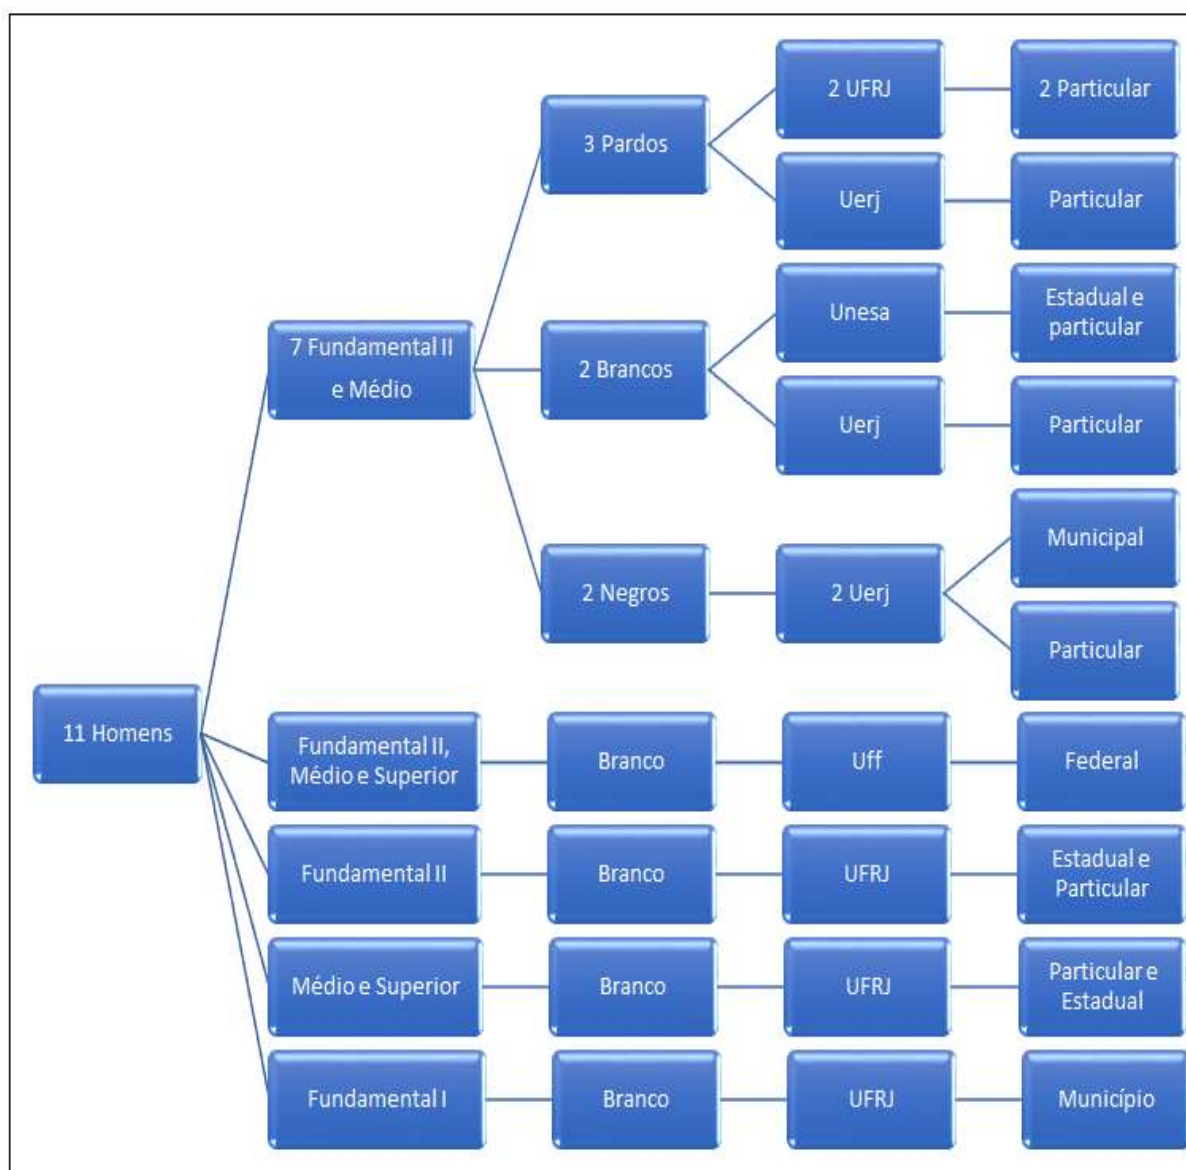 2 UFRJ
2 Particular
3 Pardos
Uerj
Particular
Unesa
Estadual e
particular
7 Fundamental II
e Médio
2 Brancos
Uerj
Particular
Municipal
2 Negros
2 Uerj
Particular
11 Homens
Fundamental II,
Médio e Superior
Branco
Uff
Federal
Fundamental II
Branco
UFRJ
Estadual e
Particular
Médio e Superior
Branco
UFRJ
Particular e
Estadual
Fundamental I
Branco
UFRJ
Município